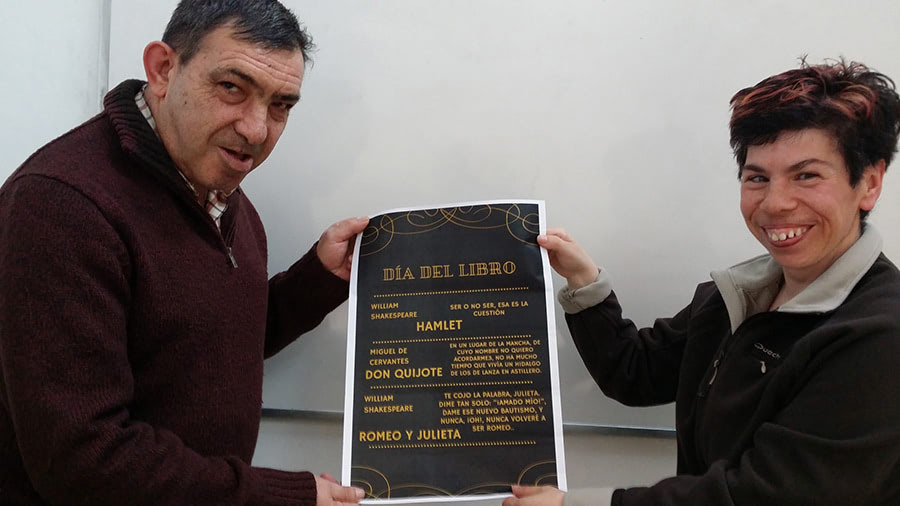 DÍA DEL LIBRO
WILLIAM
SHAKESPEARE
SER O NO SER, ESA ES LA
CUESTIÓN
HAMLET
MIGUEL DE
CERVANTES
DON QUIJOTE
EN UN LUGAR DE LA MANCHA, DE
CUYO NOMBRE NO QUIERO
ACORDARMES, NO HA MUCHO
TIEMPO QUE VIVÍA UN HIDALGO
DE LOS DE LANZA EN ASTILLERO.
WILLIAM
SHAKESPEARE
TE COJO LA PALABRA, JULIETA.
DIME TAN SOLO: "¡AMADO MÍO!",
DAME ESE NUEVO BAUTISMO, Y
NUNCA, ¡OH!, NUNCA VOLVERÉ A
SER ROMEO..
ROMEO Y JULIETA
Quechua